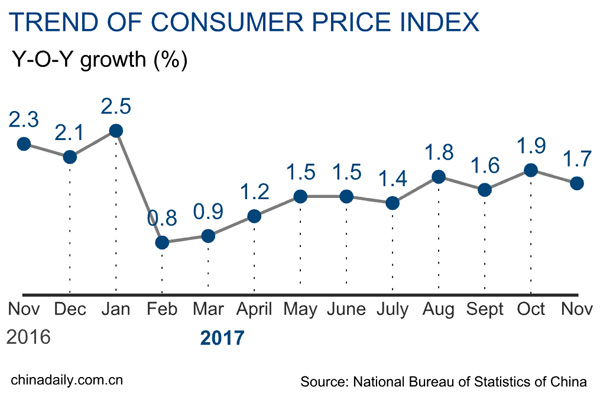 TREND OF CONSUMER PRICE INDEX
Y-O-Y growth (%)
2.3 2.1 2.5 0.8 0.9 1.2 1.5 1.5 1.4 1.8 1.6 1.9 1.7
Nov Dec Jan Feb Mar April May June July Aug Sept Oct Nov
2016 2017
chinadaily.com.cn Source: National Bureau of Statistics of China